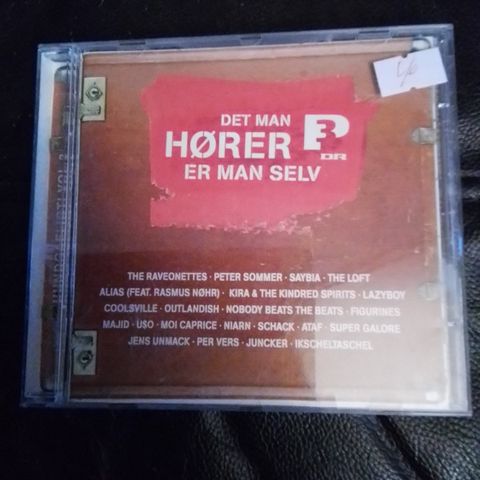 DET MAN
HØRER
ER MAN SELV
P3
DR
THE RAVEONETTES · PETER SOMMER · SAYBIA · THE LOFT
ALIAS (FEAT. RASMUS NØHR) · KIRA & THE KINDRED SPIRITS · LAZYBOY
COOLSVILLE · OUTLANDISH · NOBODY BEATS THE BEATS · FIGURINES
MAJID · USO · MOI CAPRICE · NIARN · SCHACK · ATAF · SUPER GALORE
JENS UNMACK · PER VERS · JUNCKER · IKSCHELTASCHEL